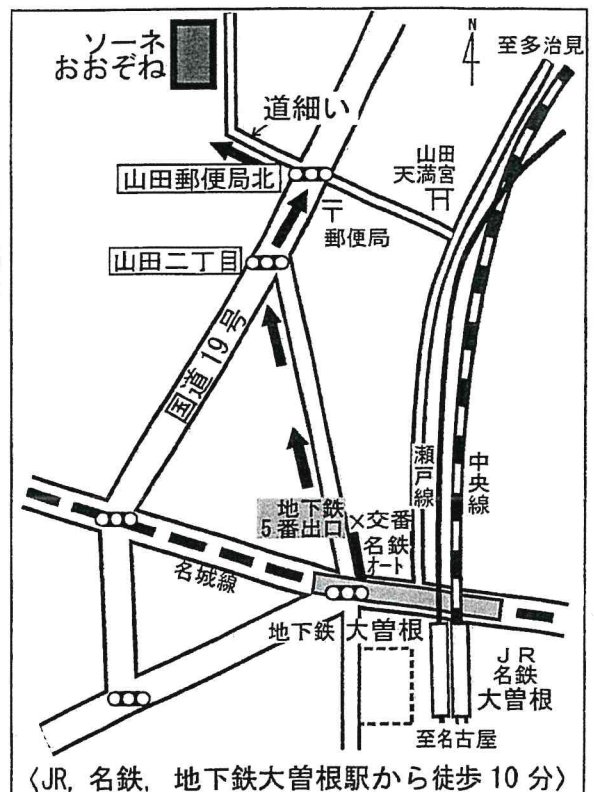 ソーネ
おおぞね
N
至多治見
道細い
山田
天満宮
山田郵便局北
〒
郵便局
山田二丁目
国道19号
瀬戸線
中央線
地下鉄
5番出口
×交番
名鉄
オート
名城線
地下鉄 大曽根
JR
名鉄
大曽根
至名古屋
〈JR, 名鉄, 地下鉄大曽根駅から徒歩10分〉